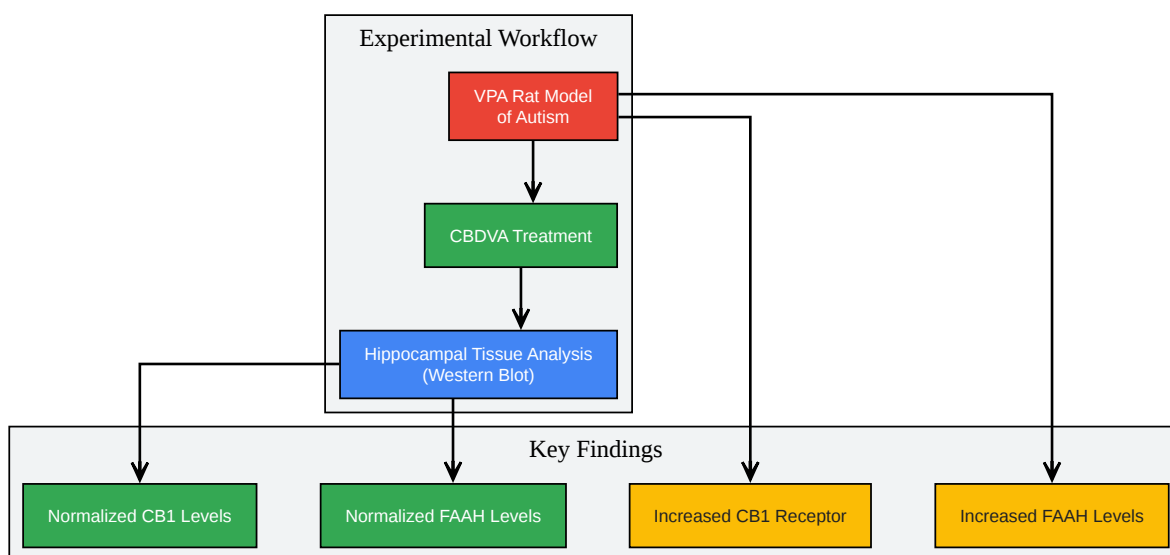 Experimental Workflow
VPA Rat Model
of Autism
CBDVA Treatment
Hippocampal Tissue Analysis
(Western Blot)
Key Findings
Normalized CB1 Levels
Normalized FAAH Levels
Increased CB1 Receptor
Increased FAAH Levels